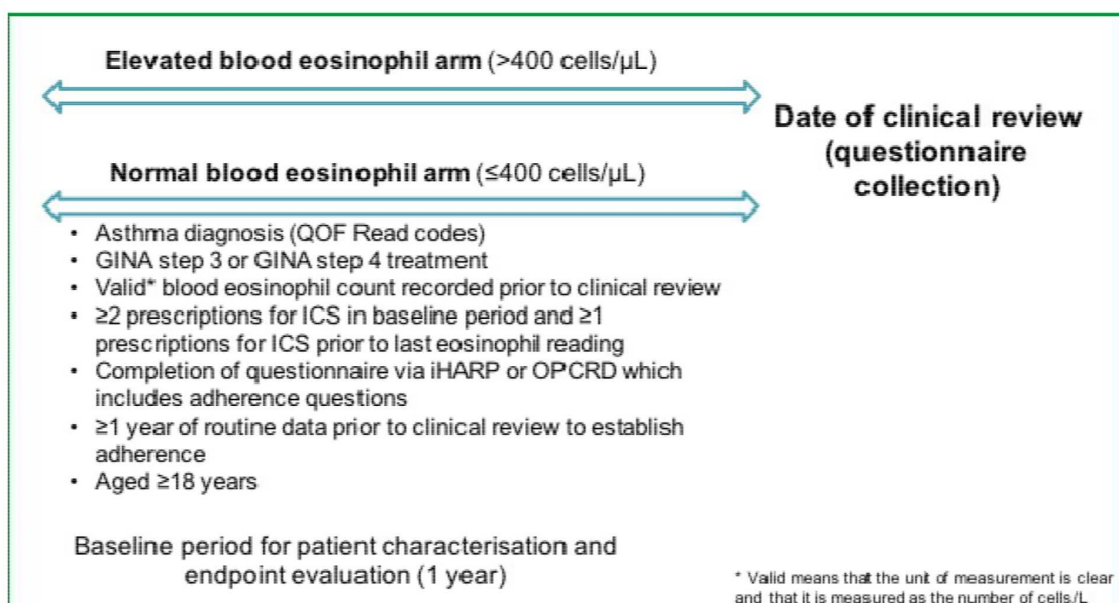 Elevated blood eosinophil arm (>400 cells/µL)
Date of clinical review
(questionnaire
collection)
Normal blood eosinophil arm (≤400 cells/µL)
• Asthma diagnosis (QOF Read codes)
• GINA step 3 or GINA step 4 treatment
• Valid* blood eosinophil count recorded prior to clinical review
• ≥2 prescriptions for ICS in baseline period and ≥1
prescriptions for ICS prior to last eosinophil reading
• Completion of questionnaire via iHARP or OPCRD which
includes adherence questions
• ≥1 year of routine data prior to clinical review to establish
adherence
• Aged ≥18 years
Baseline period for patient characterisation and
endpoint evaluation (1 year)
* Valid means that the unit of measurement is clear
and that it is measured as the number of cells/L